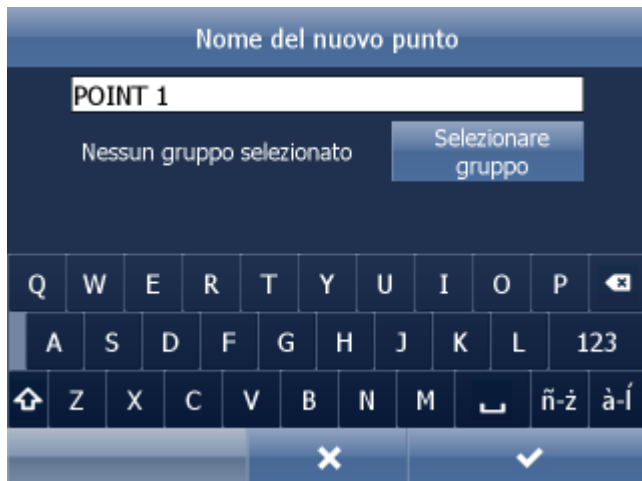 Nome del nuovo punto
POINT 1
Nessun gruppo selezionato
Selezionare
gruppo
Q W E R T Y U I O P
A S D F G H J K L 123
Z X C V B N M ñ-ż à-Í